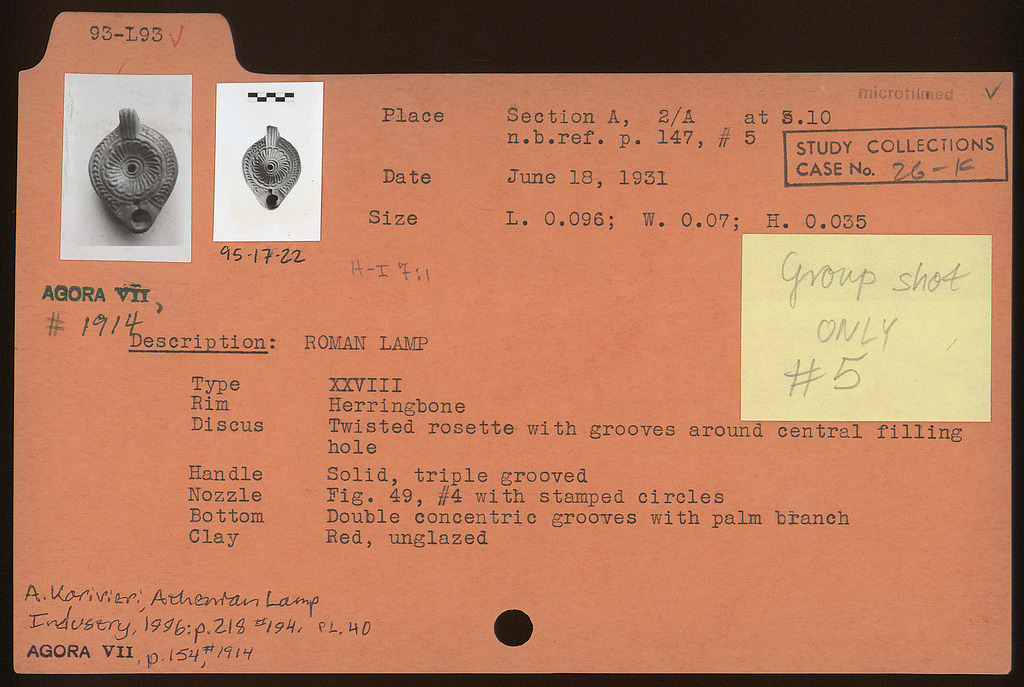 93-L93 ✓
microfilmed ✓
Place Section A, 2/A at 5.10
n.b.ref. p. 147, # 5
STUDY COLLECTIONS
CASE No. 26-K
Date June 18, 1931
Size L. 0.096; W. 0.07; H. 0.035
95-17-22
H-I 7:1
Group shot
ONLY
#5
AGORA VII,
# 1914
Description: ROMAN LAMP
Type XXVIII
Rim Herringbone
Discus Twisted rosette with grooves around central filling
hole
Handle Solid, triple grooved
Nozzle Fig. 49, #4 with stamped circles
Bottom Double concentric grooves with palm branch
Clay Red, unglazed
A. Karivieri, Athenian Lamp
Industry, 1996: p. 218 #194. PL. 40
AGORA VII, p. 154, #1914